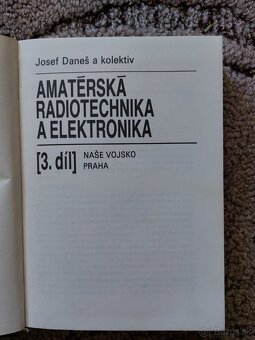 Josef Daneš a kolektiv
AMATÉRSKÁ
RADIOTECHNIKA
A ELEKTRONIKA
[3. díl] NAŠE VOJSKO
PRAHA